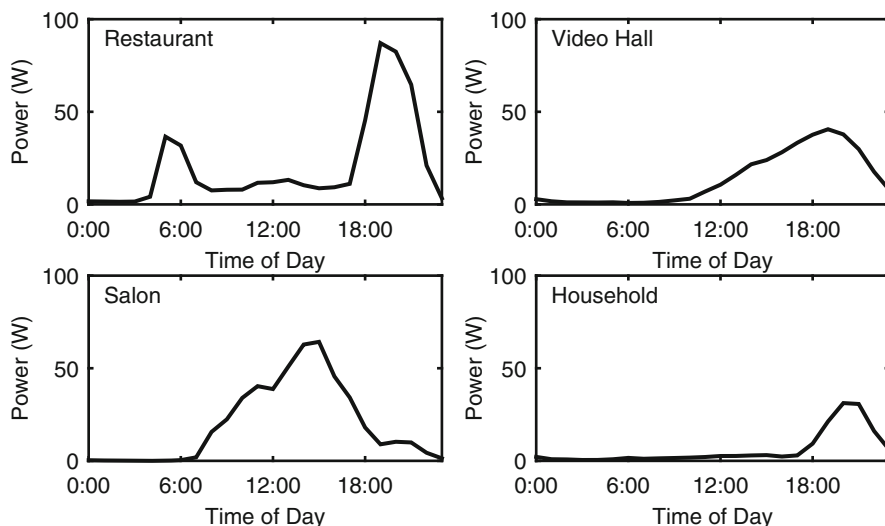 100
Restaurant
Power (W)
50
0
0:00 6:00 12:00 18:00
Time of Day
100
Video Hall
Power (W)
50
0
0:00 6:00 12:00 18:00
Time of Day
100
Salon
Power (W)
50
0
0:00 6:00 12:00 18:00
Time of Day
100
Household
Power (W)
50
0
0:00 6:00 12:00 18:00
Time of Day